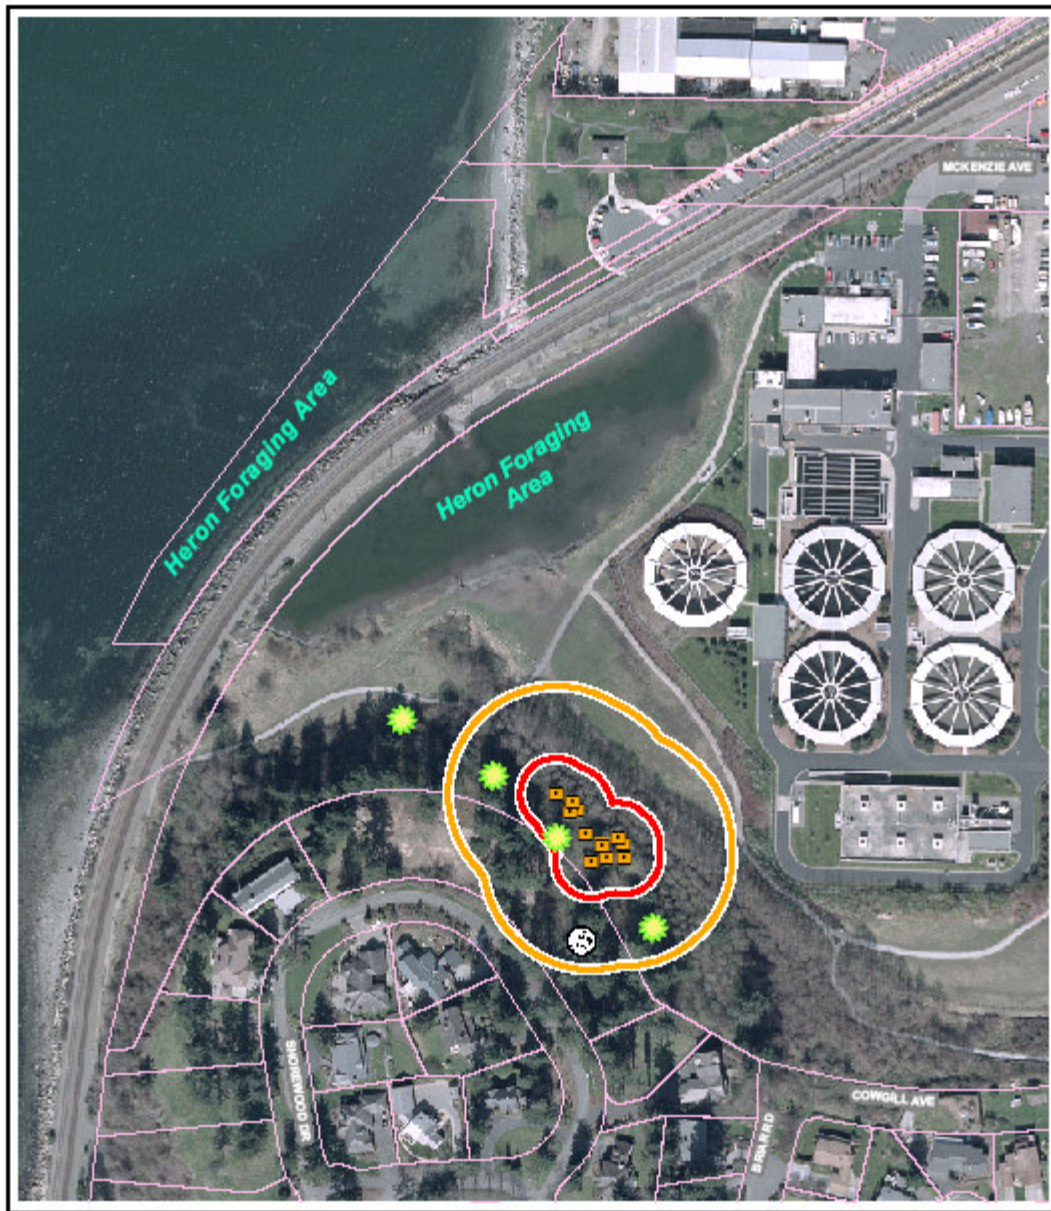 MCKENZIE AVE
Heron Foraging Area
Heron Foraging
Area
SHOREWOOD DR
BRIAR RD
COWGILL AVE